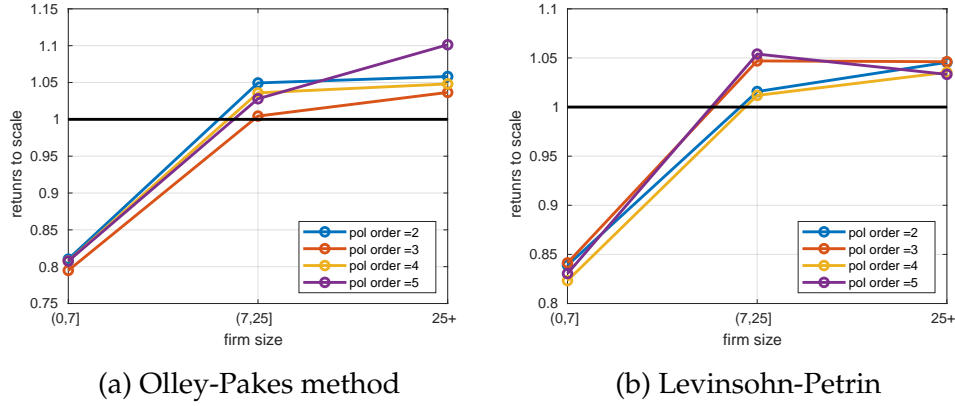 1.15
1.1
1.05
1
0.95
0.9
0.85
0.8
0.75
retunrs to scale
(0,7]
(7,25]
25+
firm size
pol order =2
pol order =3
pol order =4
pol order =5
(a) Olley-Pakes method
1.1
1.05
1
0.95
0.9
0.85
0.8
retunrs to scale
(0,7]
(7,25]
25+
firm size
pol order =2
pol order =3
pol order =4
pol order =5
(b) Levinsohn-Petrin